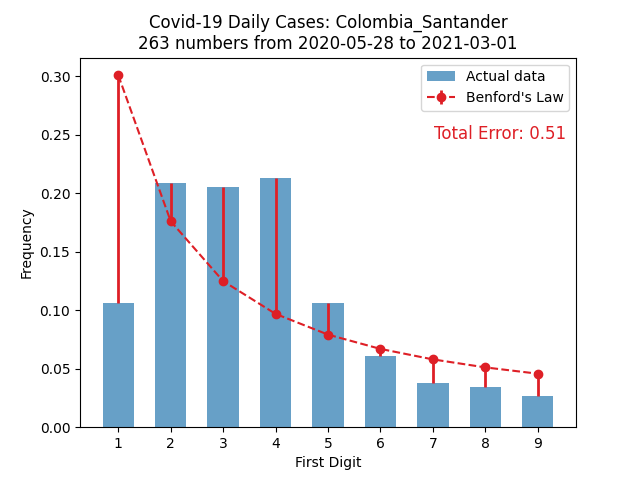 Covid-19 Daily Cases: Colombia_Santander
263 numbers from 2020-05-28 to 2021-03-01
Actual data
Benford's Law
Total Error: 0.51
0.30
0.25
0.20
0.15
0.10
0.05
0.00
Frequency
1 2 3 4 5 6 7 8 9
First Digit